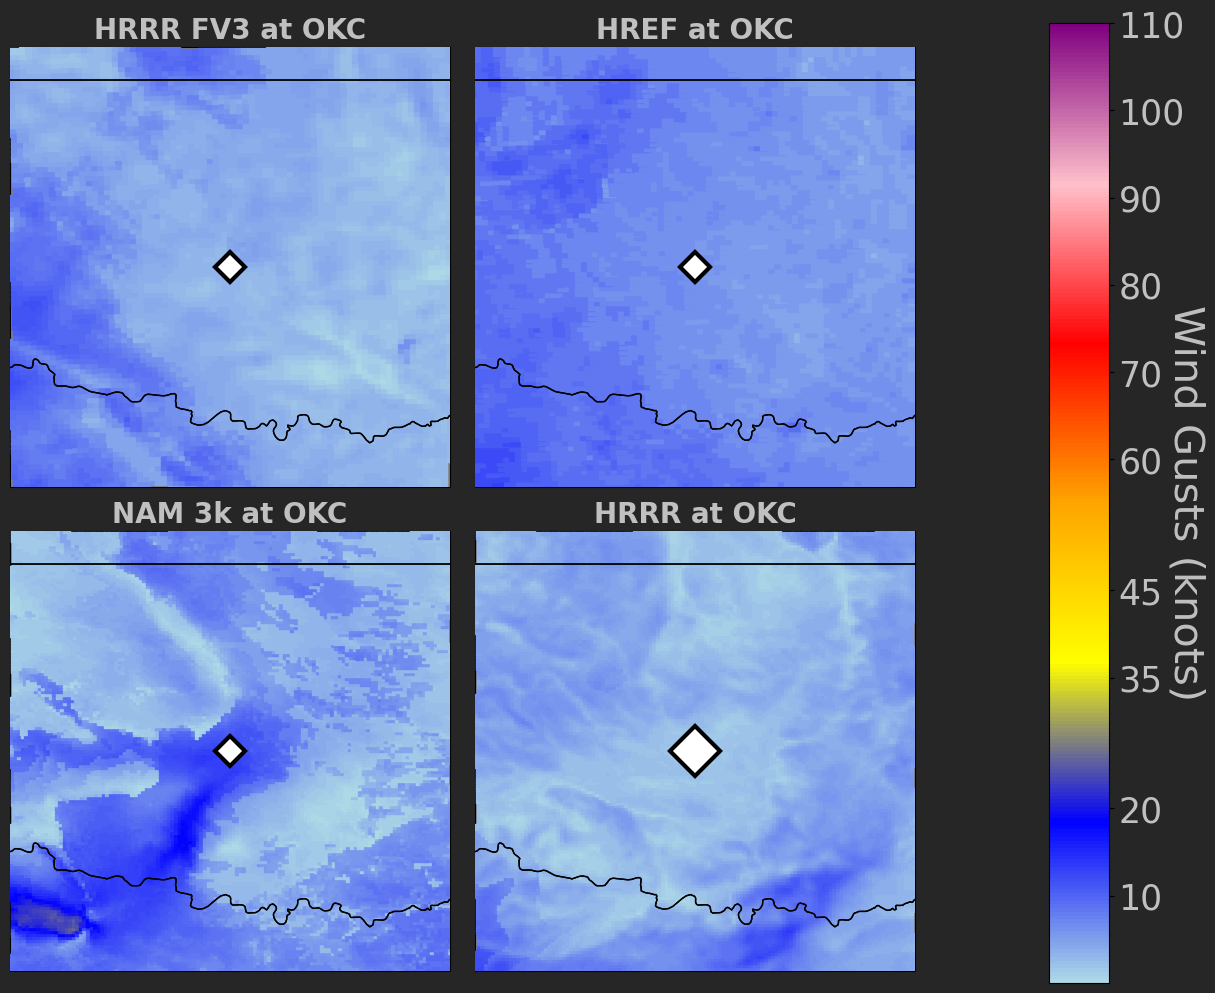 HRRR FV3 at OKC
HREF at OKC
NAM 3k at OKC
HRRR at OKC
110
100
90
80
70
60
45
35
20
10
Wind Gusts (knots)